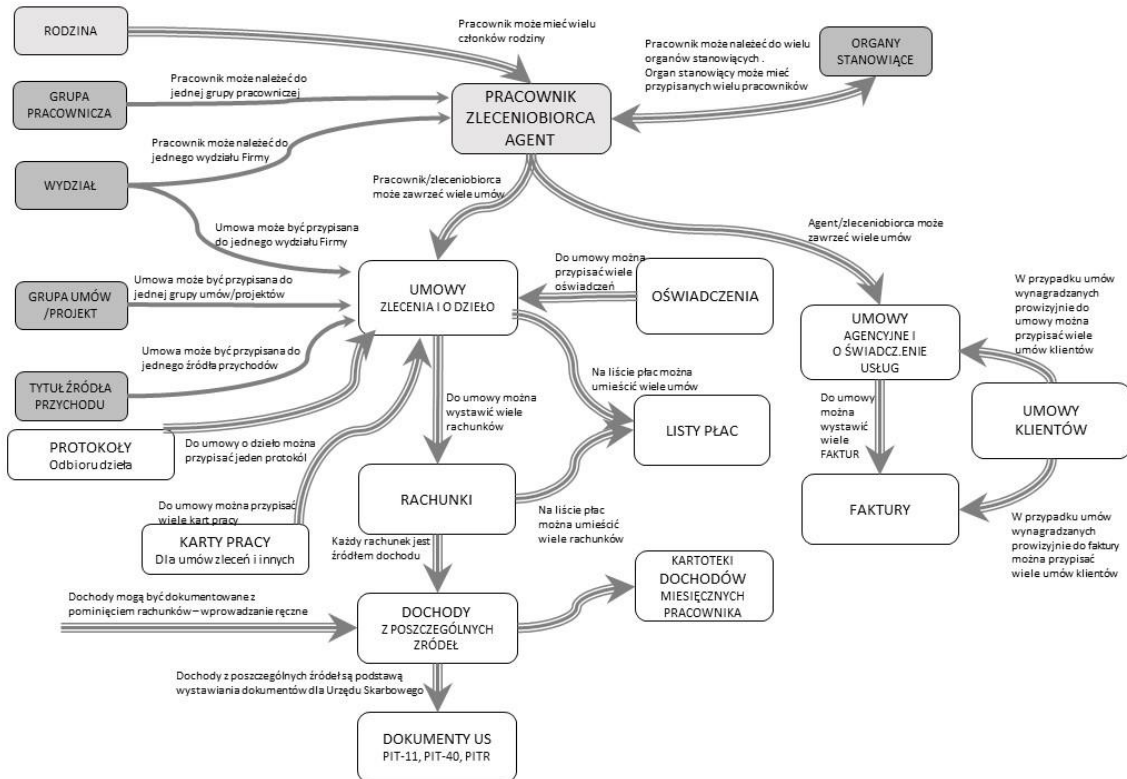 RODZINA
Pracownik może mieć wielu
członków rodziny
Pracownik może należeć do wielu
organów stanowiących .
Organ stanowiący może mieć
przypisanych wielu pracowników
ORGANY
STANOWIĄCE
GRUPA
PRACOWNICZA
Pracownik może należeć do
jednej grupy pracowniczej
PRACOWNIK
ZLECENIOBIORCA
AGENT
Pracownik może należeć do
jednego wydziału Firmy
WYDZIAŁ
Pracownik/zleceniobiorca
może zawrzeć wiele umów
Agent/zleceniobiorca może
zawrzeć wiele umów
Umowa może być przypisana
do jednego wydziału Firmy
GRUPA UMÓW
/PROJEKT
Umowa może być przypisana do
jednej grupy umów/projektów
UMOWY
ZLECENIA I O DZIEŁO
Do umowy można
przypisać wiele
oświadczeń
OŚWIADCZENIA
UMOWY
AGENCYJNE I
O ŚWIADCZENIE
USŁUG
W przypadku umów
wynagradzanych
prowizyjnie do
umowy można
przypisać wiele
umów klientów
TYTUŁ ŹRÓDŁA
PRZYCHODU
Umowa może być przypisana do
jednego źródła przychodów
Na liście płac można
umieścić wiele umów
PROTOKOŁY
Odbioru dzieła
Do umowy o dzieło można
przypisać jeden protokół
Do umowy można
wystawić wiele
rachunków
LISTY PŁAC
Do umowy
można
wystawić
wiele
FAKTUR
UMOWY
KLIENTÓW
Do umowy można przypisać
wiele kart pracy
KARTY PRACY
Dla umów zleceń i innych
RACHUNKI
Na liście płac
można umieścić
wiele rachunków
FAKTURY
W przypadku umów
wynagradzanych
prowizyjnie do faktury
można przypisać
wiele umów klientów
Każdy rachunek jest
źródłem dochodu
KARTOTEKI
DOCHODÓW
MIESIĘCZNYCH
PRACOWNIKA
Dochody mogą być dokumentowane z
pominięciem rachunków – wprowadzanie ręczne
DOCHODY
Z POSZCZEGÓLNYCH
ZRÓDEŁ
Dochody z poszczególnych źródeł są podstawą
wystawiania dokumentów dla Urzędu Skarbowego
DOKUMENTY US
PIT-11, PIT-40, PITR